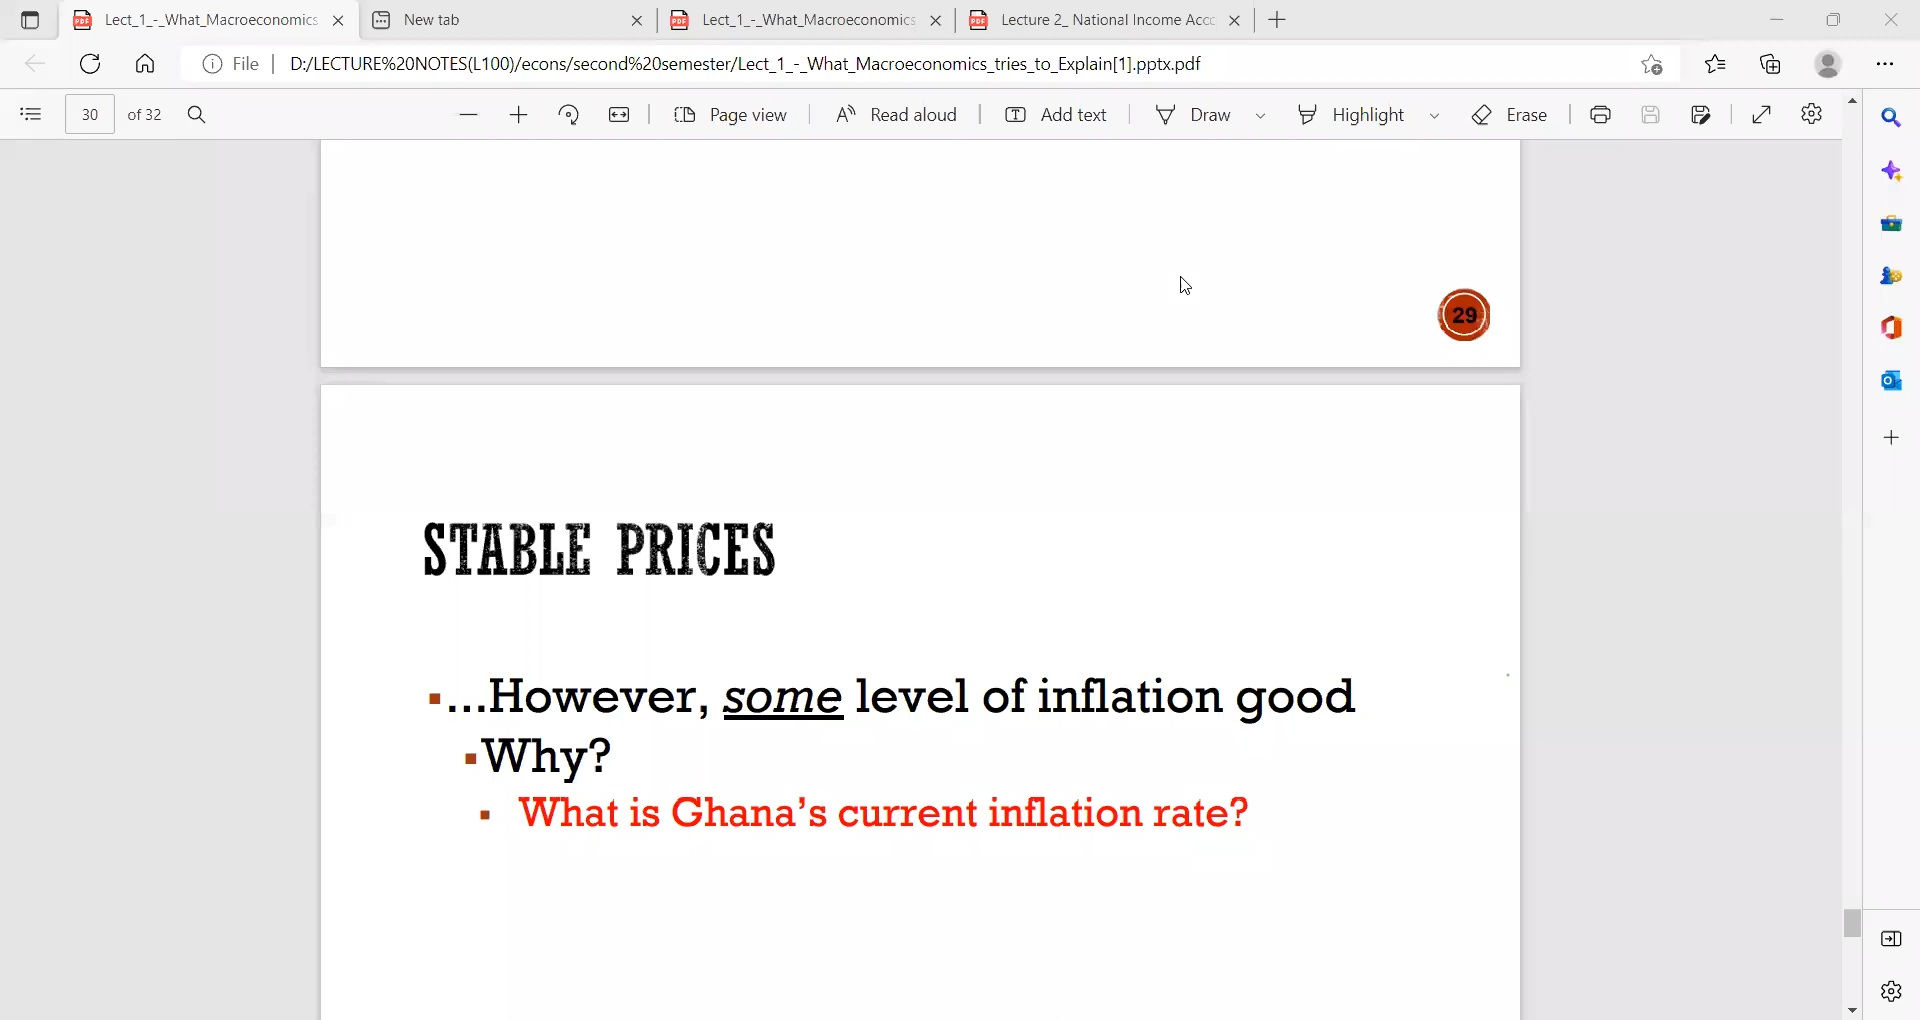 Lect_1_-_What_Macroeconomics
New tab
Lect_1_-_What_Macroeconomics
Lecture 2_ National Income Accc
File
D:/LECTURE%20NOTES(L100)/econs/second%20semester/Lect_1_-_What_Macroeconomics_tries_to_Explain[1].pptx.pdf
30 of 32
Page view
Read aloud
Add text
Draw
Highlight
Erase
29
STABLE PRICES
...However, some level of inflation good
Why?
What is Ghana's current inflation rate?